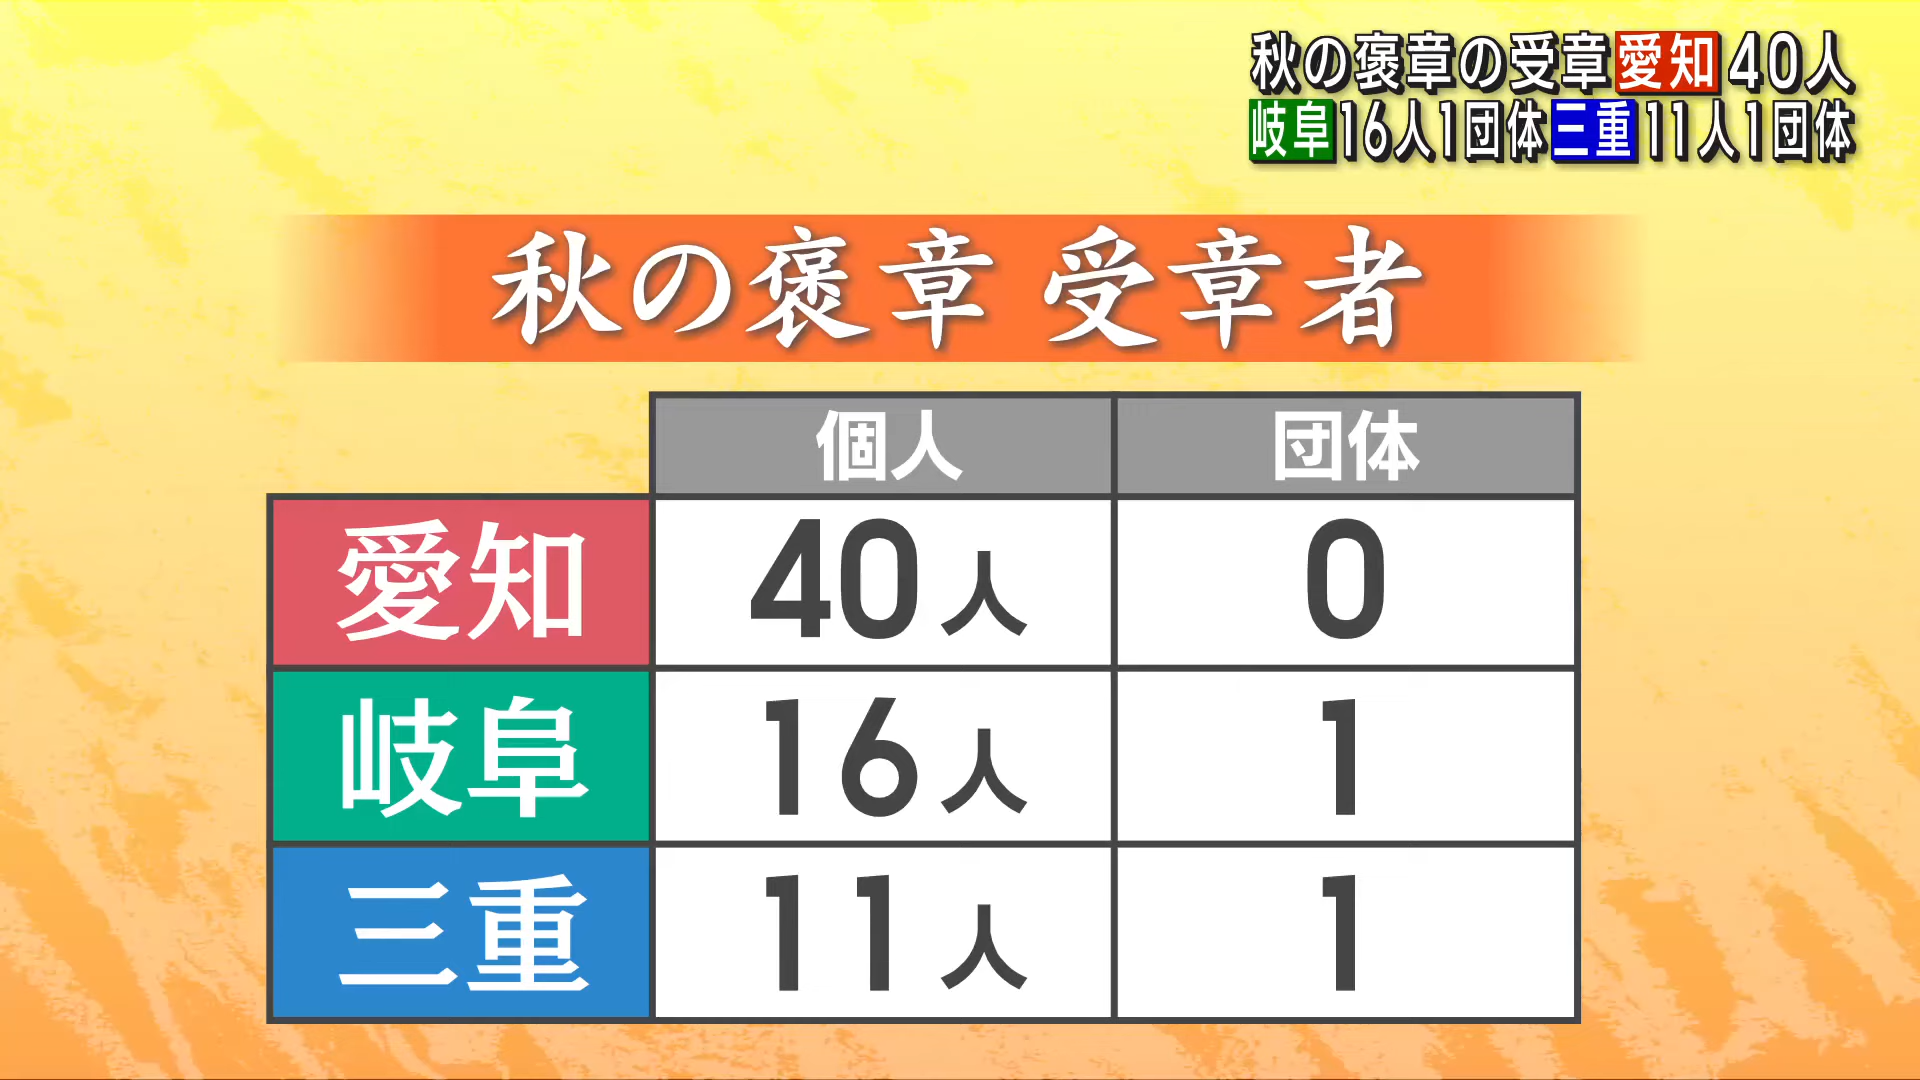 秋の褒章の受章愛知40人
岐阜16人1団体三重11人1団体
秋の褒章 受章者
個人 団体
愛知 40人 0
岐阜 16人 1
三重 11人 1